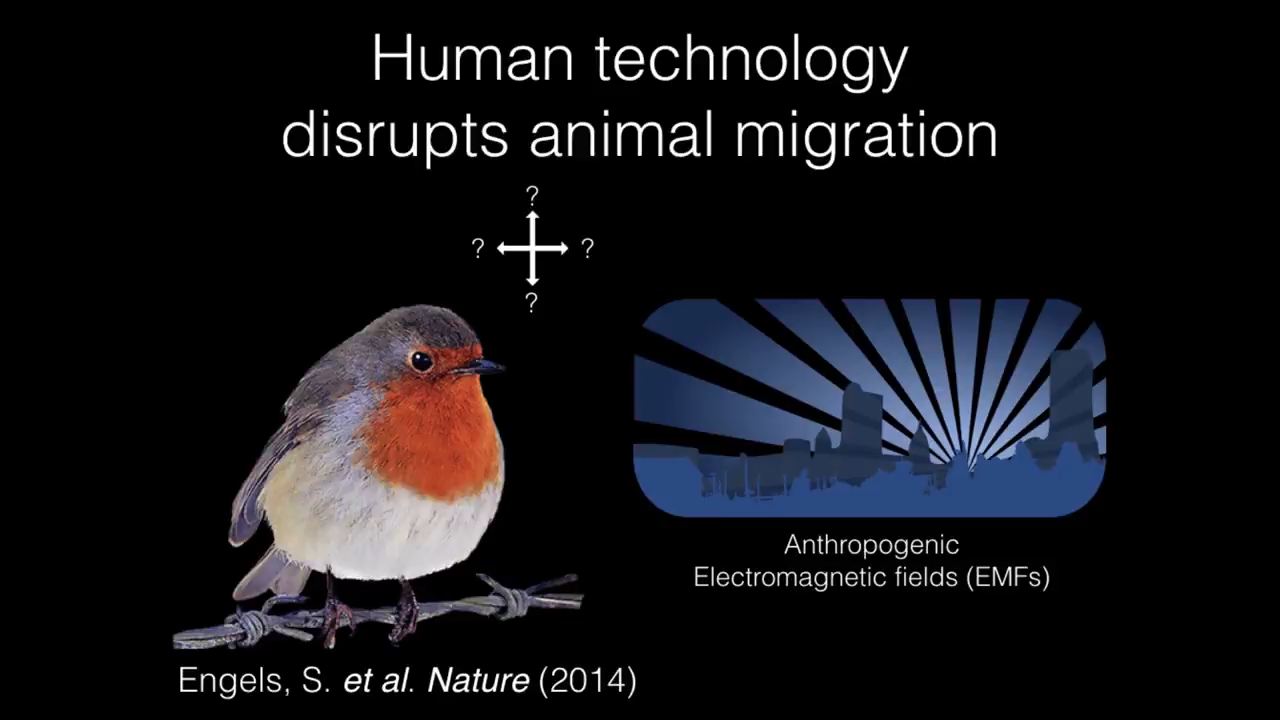 Human technology
disrupts animal migration
?
? ?
?
Anthropogenic
Electromagnetic fields (EMFs)
Engels, S. et al. Nature (2014)